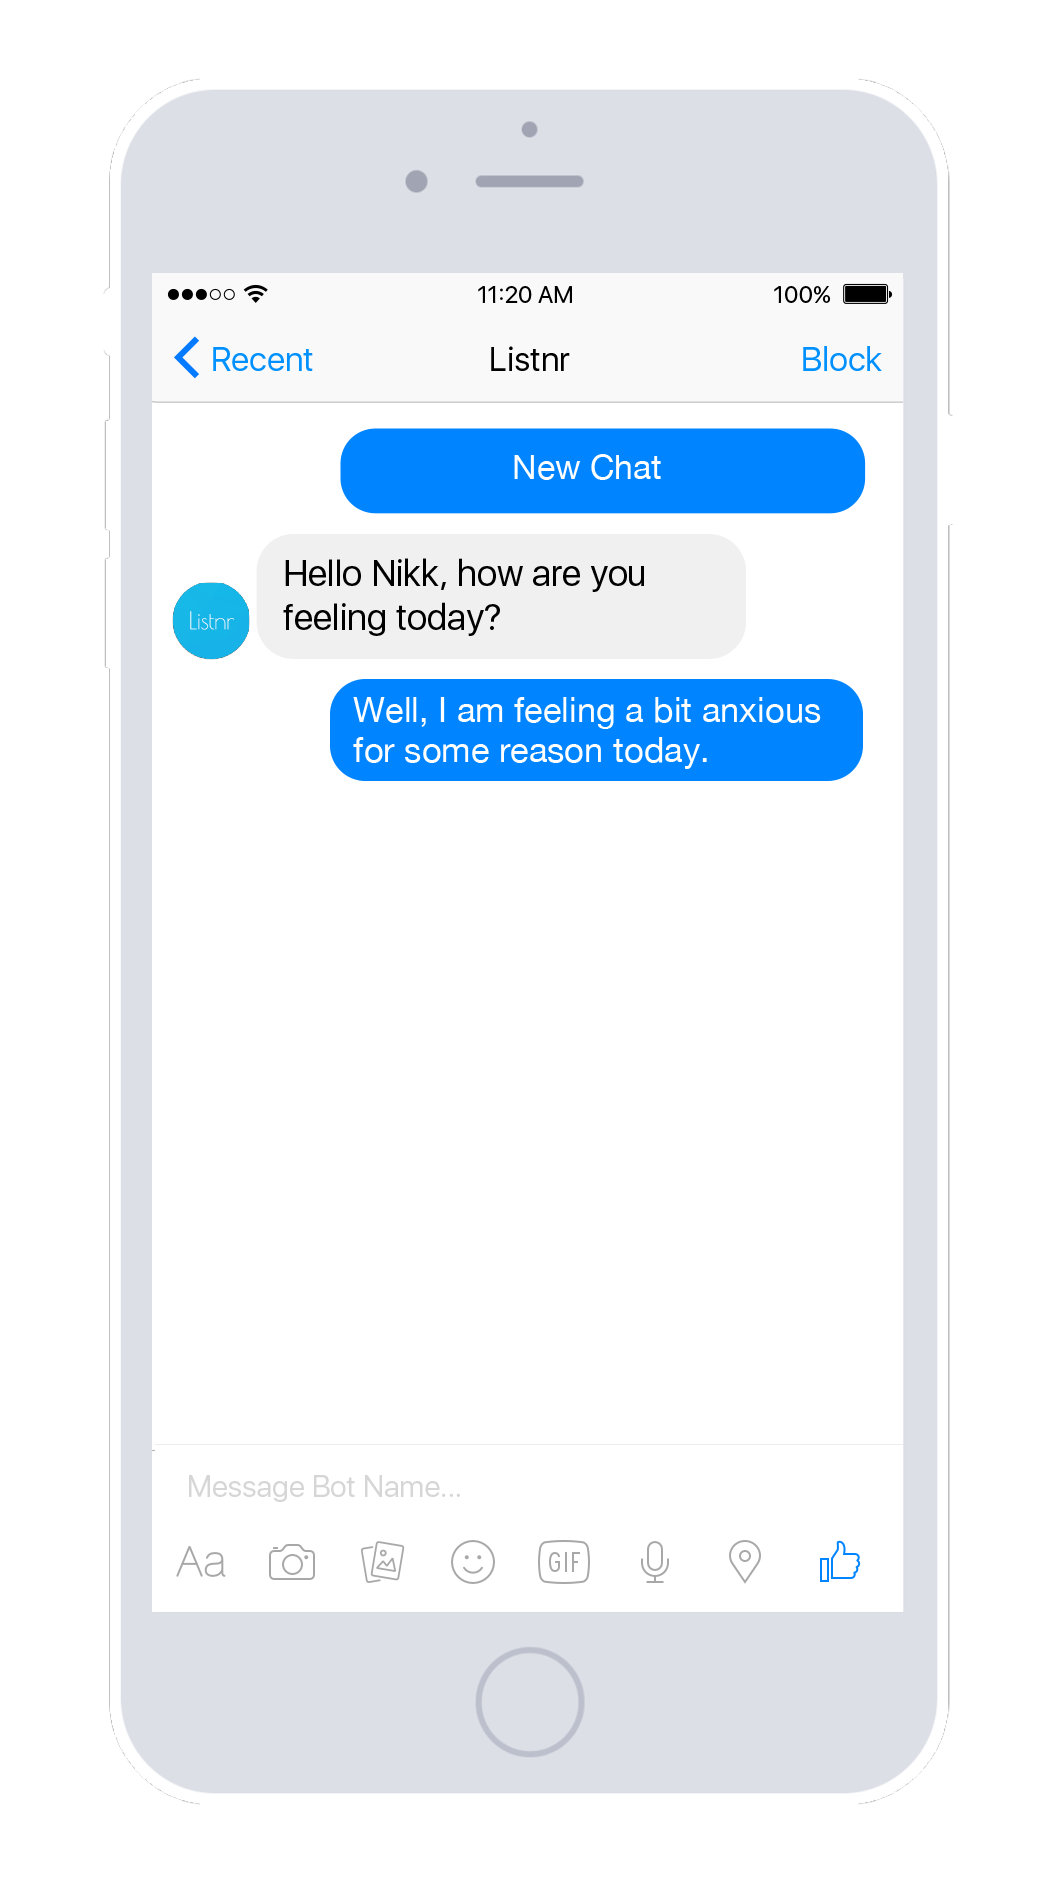 11:20 AM 100%
Recent Listnr Block
New Chat
Hello Nikk, how are you
feeling today?
Listnr
Well, I am feeling a bit anxious
for some reason today.
Message Bot Name...
Aa GIF